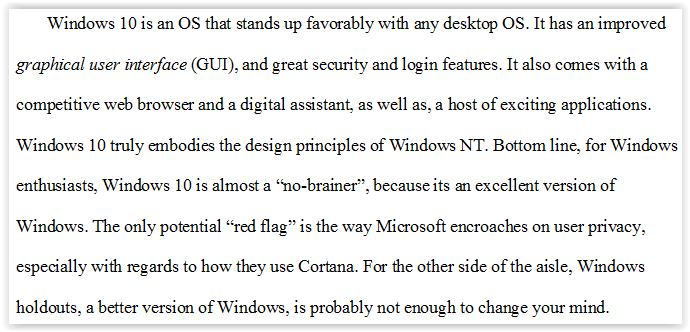 Windows 10 is an OS that stands up favorably with any desktop OS. It has an improved
graphical user interface (GUI), and great security and login features. It also comes with a
competitive web browser and a digital assistant, as well as, a host of exciting applications.
Windows 10 truly embodies the design principles of Windows NT. Bottom line, for Windows
enthusiasts, Windows 10 is almost a “no-brainer”, because its an excellent version of
Windows. The only potential “red flag” is the way Microsoft encroaches on user privacy,
especially with regards to how they use Cortana. For the other side of the aisle, Windows
holdouts, a better version of Windows, is probably not enough to change your mind.